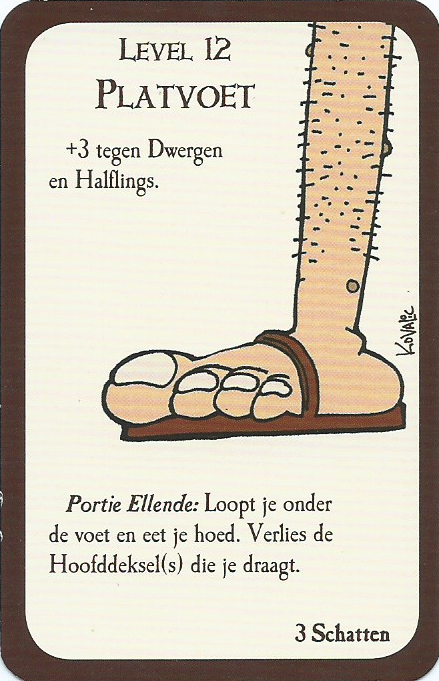 Level 12
Platvoet
+3 tegen Dwergen
en Halflings.
Kovalic
Portie Ellende: Loopt je onder
de voet en eet je hoed. Verlies de
Hoofddeksel(s) die je draagt.
3 Schatten